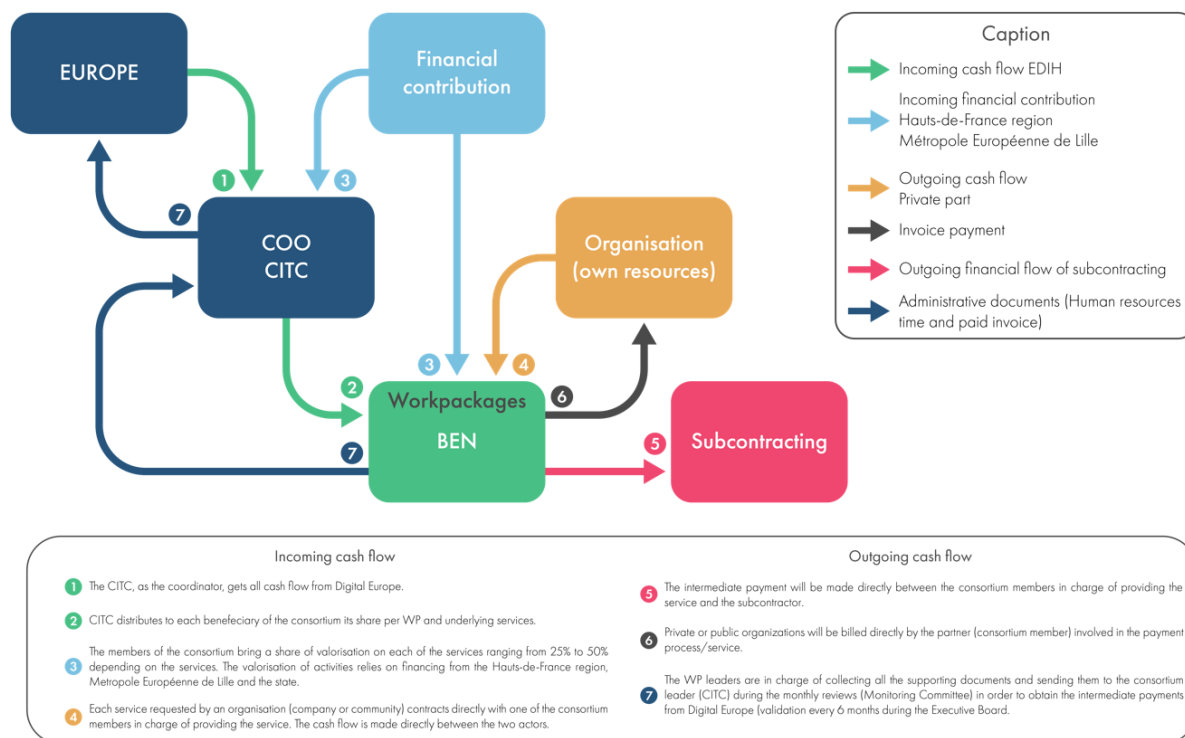 EUROPE
Financial
contribution
1
3
7
COO
CITC
Organisation
(own resources)
2
3
4
Workpackages
BEN
6
7
5
Subcontracting
Caption
Incoming cash flow EDIH
Incoming financial contribution
Hauts-de-France region
Métropole Européenne de Lille
Outgoing cash flow
Private part
Invoice payment
Outgoing financial flow of subcontracting
Administrative documents (Human resources
time and paid invoice)
Incoming cash flow
1 The CITC, as the coordinator, gets all cash flow from Digital Europe.
2 CITC distributes to each benefeciary of the consortium its share per WP and underlying services.
3 The members of the consortium bring a share of valorisation on each of the services ranging from 25% to 50%
depending on the services. The valorisation of activities relies on financing from the Hauts-de-France region,
Metropole Européenne de Lille and the state.
4 Each service requested by an organisation (company or community) contracts directly with one of the consortium
members in charge of providing the service. The cash flow is made directly between the two actors.
Outgoing cash flow
5 The intermediate payment will be made directly between the consortium members in charge of providing the
service and the subcontractor.
6 Private or public organizations will be billed directly by the partner (consortium member) involved in the payment
process/service.
7 The WP leaders are in charge of collecting all the supporting documents and sending them to the consortium
leader (CITC) during the monthly reviews (Monitoring Committee) in order to obtain the intermediate payments
from Digital Europe (validation every 6 months during the Executive Board.